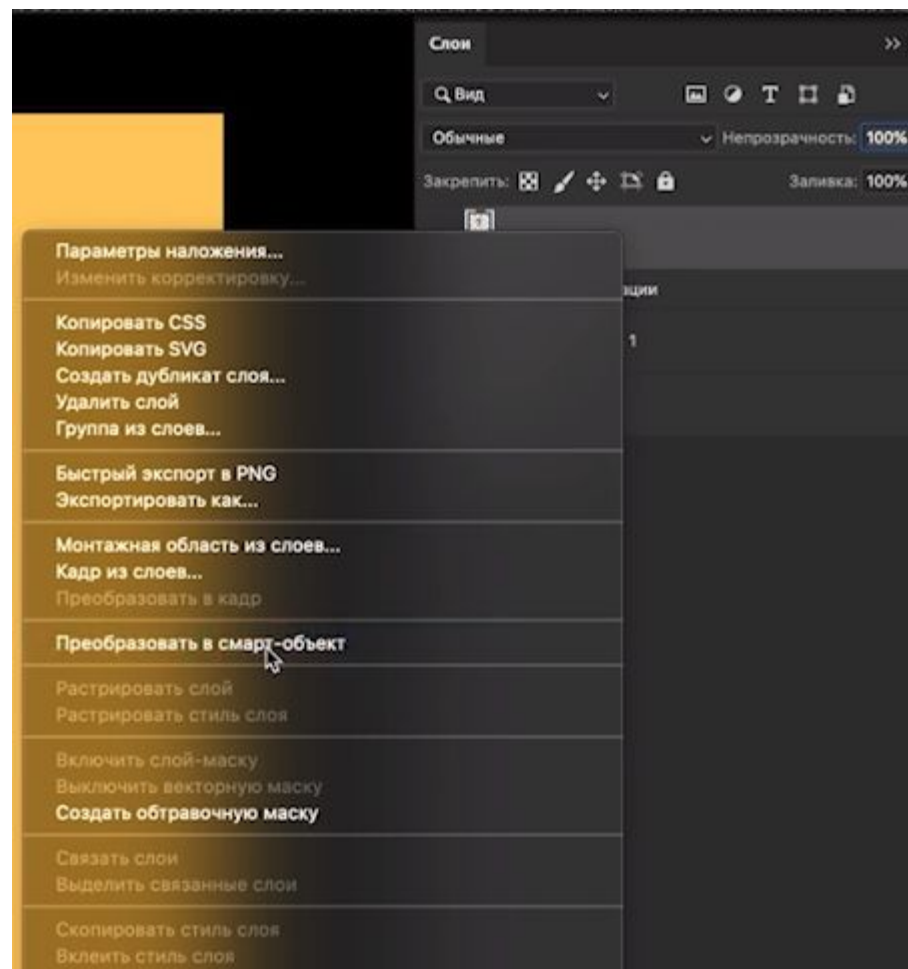 Слои
Вид
Обычные
Непрозрачность: 100%
Закрепить:
Заливка: 100%
Параметры наложения...
Изменить корректировку...
ации
Копировать CSS
1
Копировать SVG
Создать дубликат слоя...
Удалить слой
Группа из слоев...
Быстрый экспорт в PNG
Экспортировать как...
Монтажная область из слоев...
Кадр из слоев...
Преобразовать в кадр
Преобразовать в смарт-объект
Растрировать слой
Растрировать стиль слоя
Включить слой-маску
Выключить векторную маску
Создать обтравочную маску
Связать слои
Выделить связанные слои
Скопировать стиль слоя
Вклеить стиль слоя